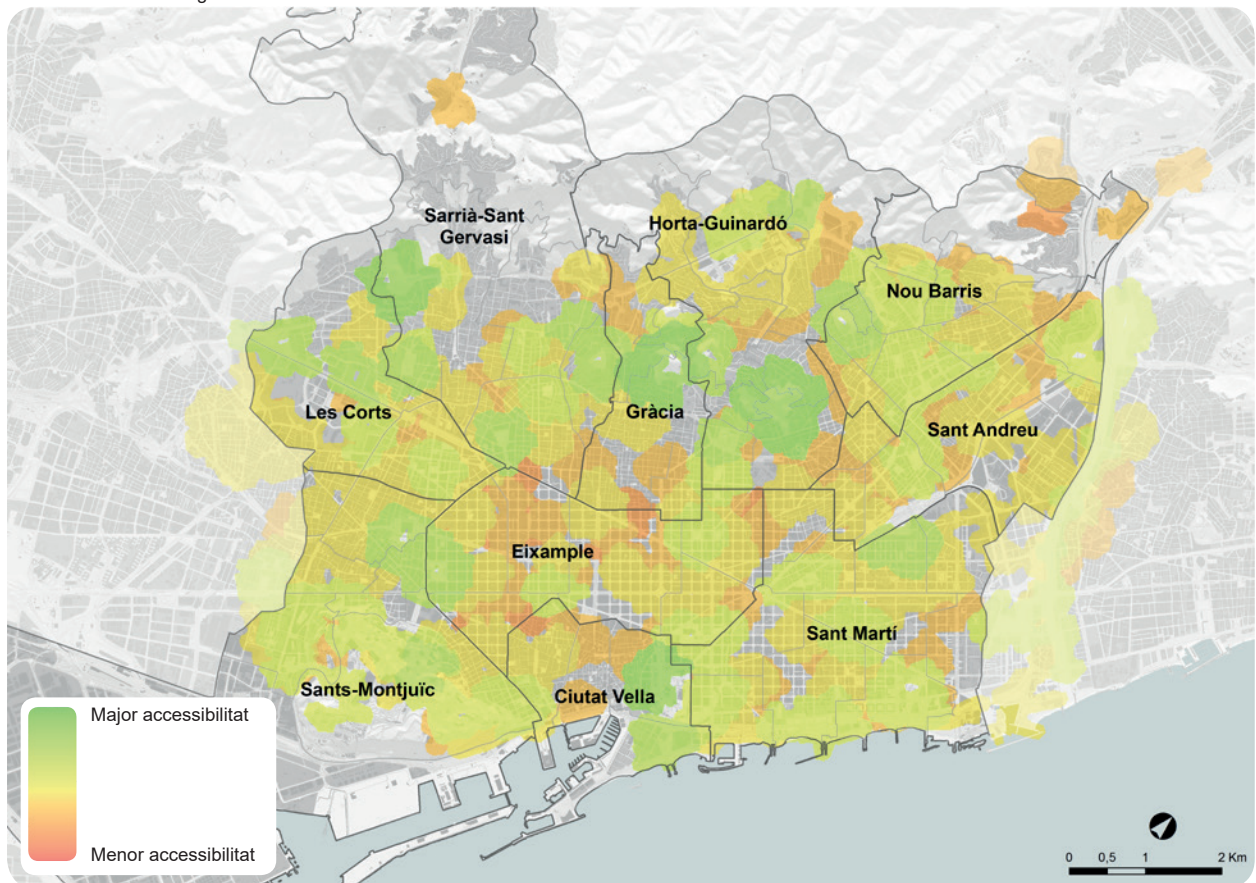 Sarrià-Sant
Gervasi
Horta-Guinardó
Nou Barris
Les Corts
Gràcia
Sant Andreu
Eixample
Sant Martí
Sants-Montjuïc
Ciutat Vella
Major accessibilitat
Menor accessibilitat
0 0,5 1 2 Km